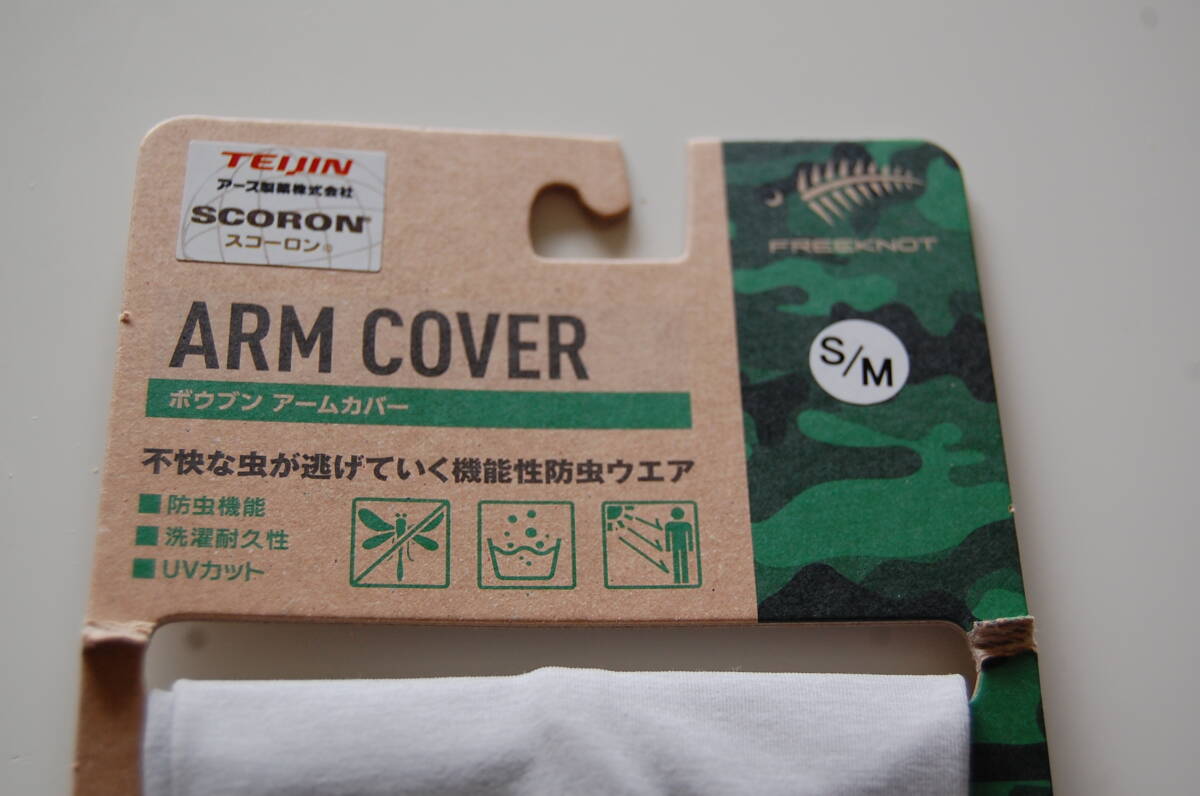 TEIJIN
アース製薬株式会社
SCORON®
スコーロン®
FREEKNOT
S/M
ARM COVER
ボウブン アームカバー
不快な虫が逃げていく機能性防虫ウエア
■防虫機能
■洗濯耐久性
■UVカット